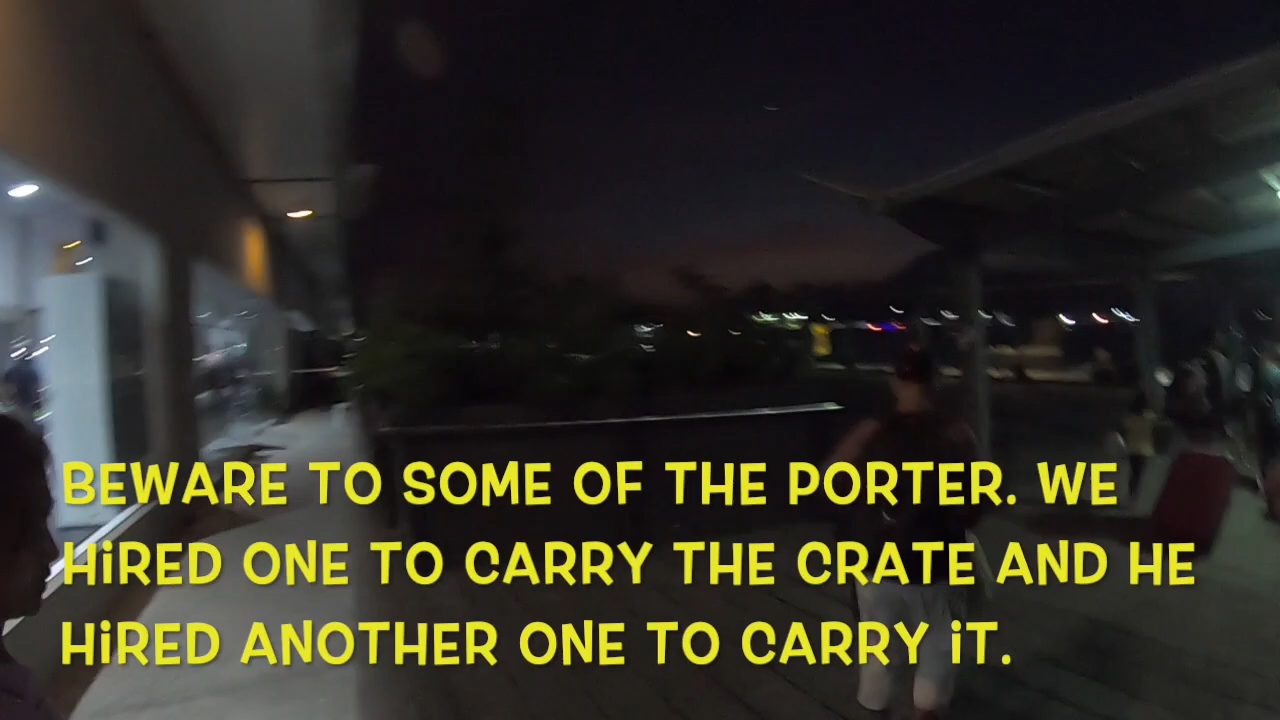 BEWARE TO SOME OF THE PORTER. WE
HiRED ONE TO CARRY THE CRATE AND HE
HiRED ANOTHER ONE TO CARRY iT.